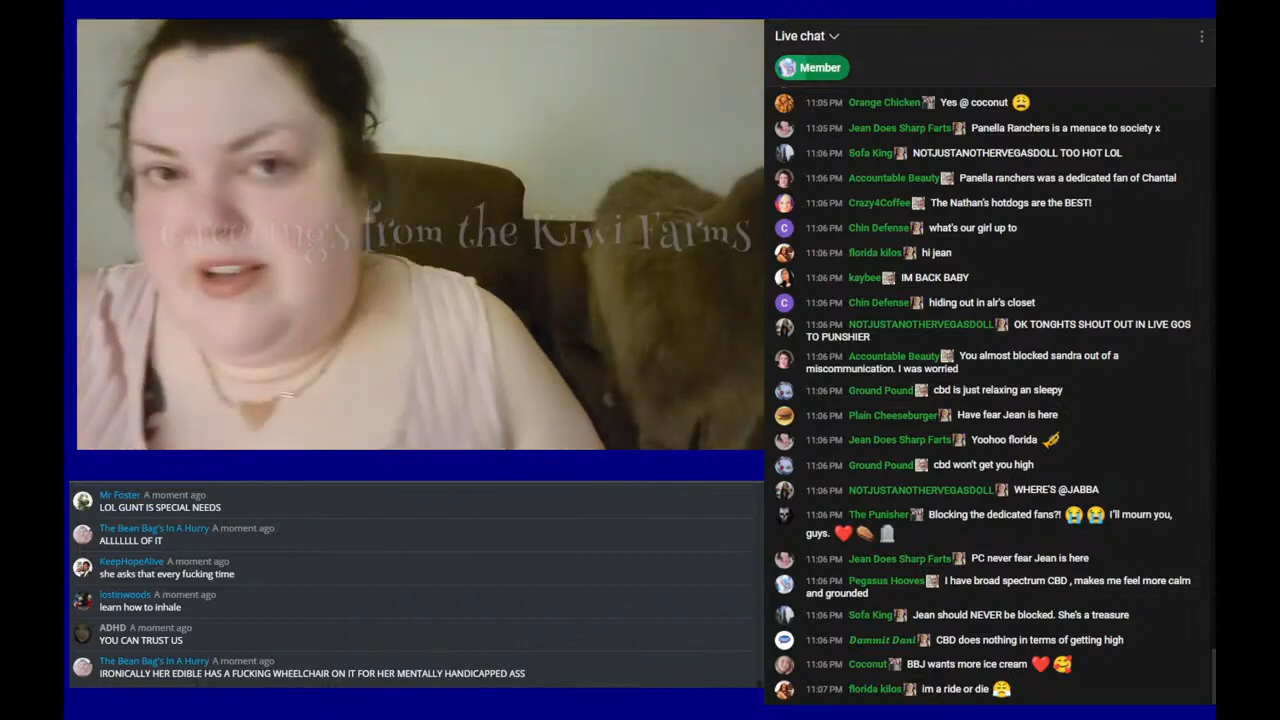 Greetings from the Kiwi Farms
Mr Foster A moment ago
LOL GUNT IS SPECIAL NEEDS
The Bean Bag's In A Hurry A moment ago
ALLLLLL OF IT
KeepHopeAlive A moment ago
she asks that every fucking time
lostinwoods A moment ago
learn how to inhale
ADHD A moment ago
YOU CAN TRUST US
The Bean Bag's In A Hurry A moment ago
IRONICALLY HER EDIBLE HAS A FUCKING WHEELCHAIR ON IT FOR HER MENTALLY HANDICAPPED ASS
Live chat
Member
11:05 PM Orange Chicken Yes @ coconut
11:05 PM Jean Does Sharp Farts Panella Ranchers is a menace to society x
11:06 PM Sofa King NOTJUSTANOTHERVEGASDOLL TOO HOT LOL
11:06 PM Accountable Beauty Panella ranchers was a dedicated fan of Chantal
11:06 PM Crazy4Coffee The Nathan's hotdogs are the BEST!
11:06 PM Chin Defense what's our girl up to
11:06 PM florida kilos hi jean
11:06 PM kaybee IM BACK BABY
11:06 PM Chin Defense hiding out in alr's closet
11:06 PM NOTJUSTANOTHERVEGASDOLL OK TONGHTS SHOUT OUT IN LIVE GOS
TO PUNSHIER
11:06 PM Accountable Beauty You almost blocked sandra out of a
miscommunication. I was worried
11:06 PM Ground Pound cbd is just relaxing an sleepy
11:06 PM Plain Cheeseburger Have fear Jean is here
11:06 PM Jean Does Sharp Farts Yoohoo florida
11:06 PM Ground Pound cbd won't get you high
11:06 PM NOTJUSTANOTHERVEGASDOLL WHERE'S @JABBA
11:06 PM The Punisher Blocking the dedicated fans?! I'll mourn you,
guys.
11:06 PM Jean Does Sharp Farts PC never fear Jean is here
11:06 PM Pegasus Hooves I have broad spectrum CBD , makes me feel more calm
and grounded
11:06 PM Sofa King Jean should NEVER be blocked. She's a treasure
11:06 PM Dammit Dani CBD does nothing in terms of getting high
11:06 PM Coconut BBJ wants more ice cream
11:07 PM florida kilos im a ride or die